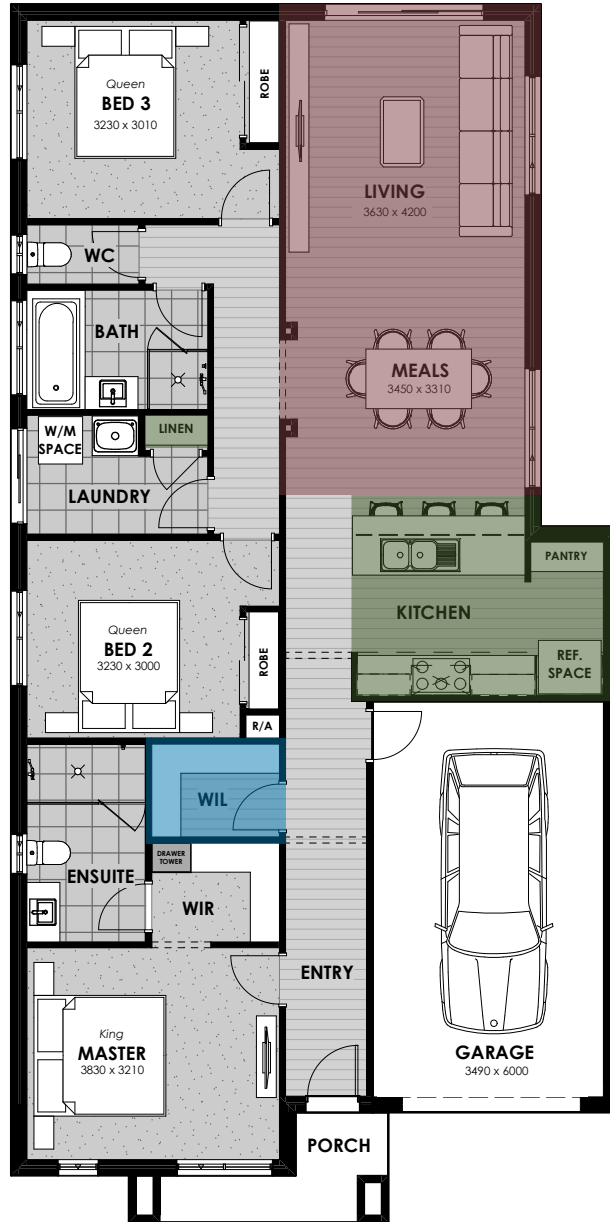 Queen
BED 3
3230 x 3010
ROBE
LIVING
3630 x 4200
WC
BATH
MEALS
3450 x 3310
W/M
SPACE
LINEN
LAUNDRY
PANTRY
KITCHEN
Queen
BED 2
3230 x 3000
ROBE
REF.
SPACE
R/A
WIL
DRAWER
TOWER
ENSUITE
WIR
ENTRY
King
MASTER
3830 x 3210
GARAGE
3490 x 6000
PORCH